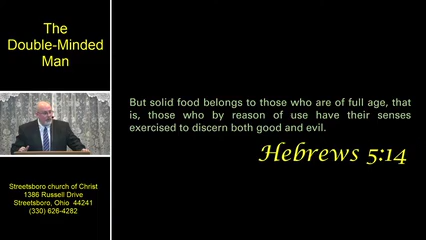 The
Double-Minded
Man
But solid food belongs to those who are of full age, that
is, those who by reason of use have their senses
exercised to discern both good and evil.
Hebrews 5:14
Streetsboro church of Christ
1386 Russell Drive
Streetsboro, Ohio 44241
(330) 626-4282